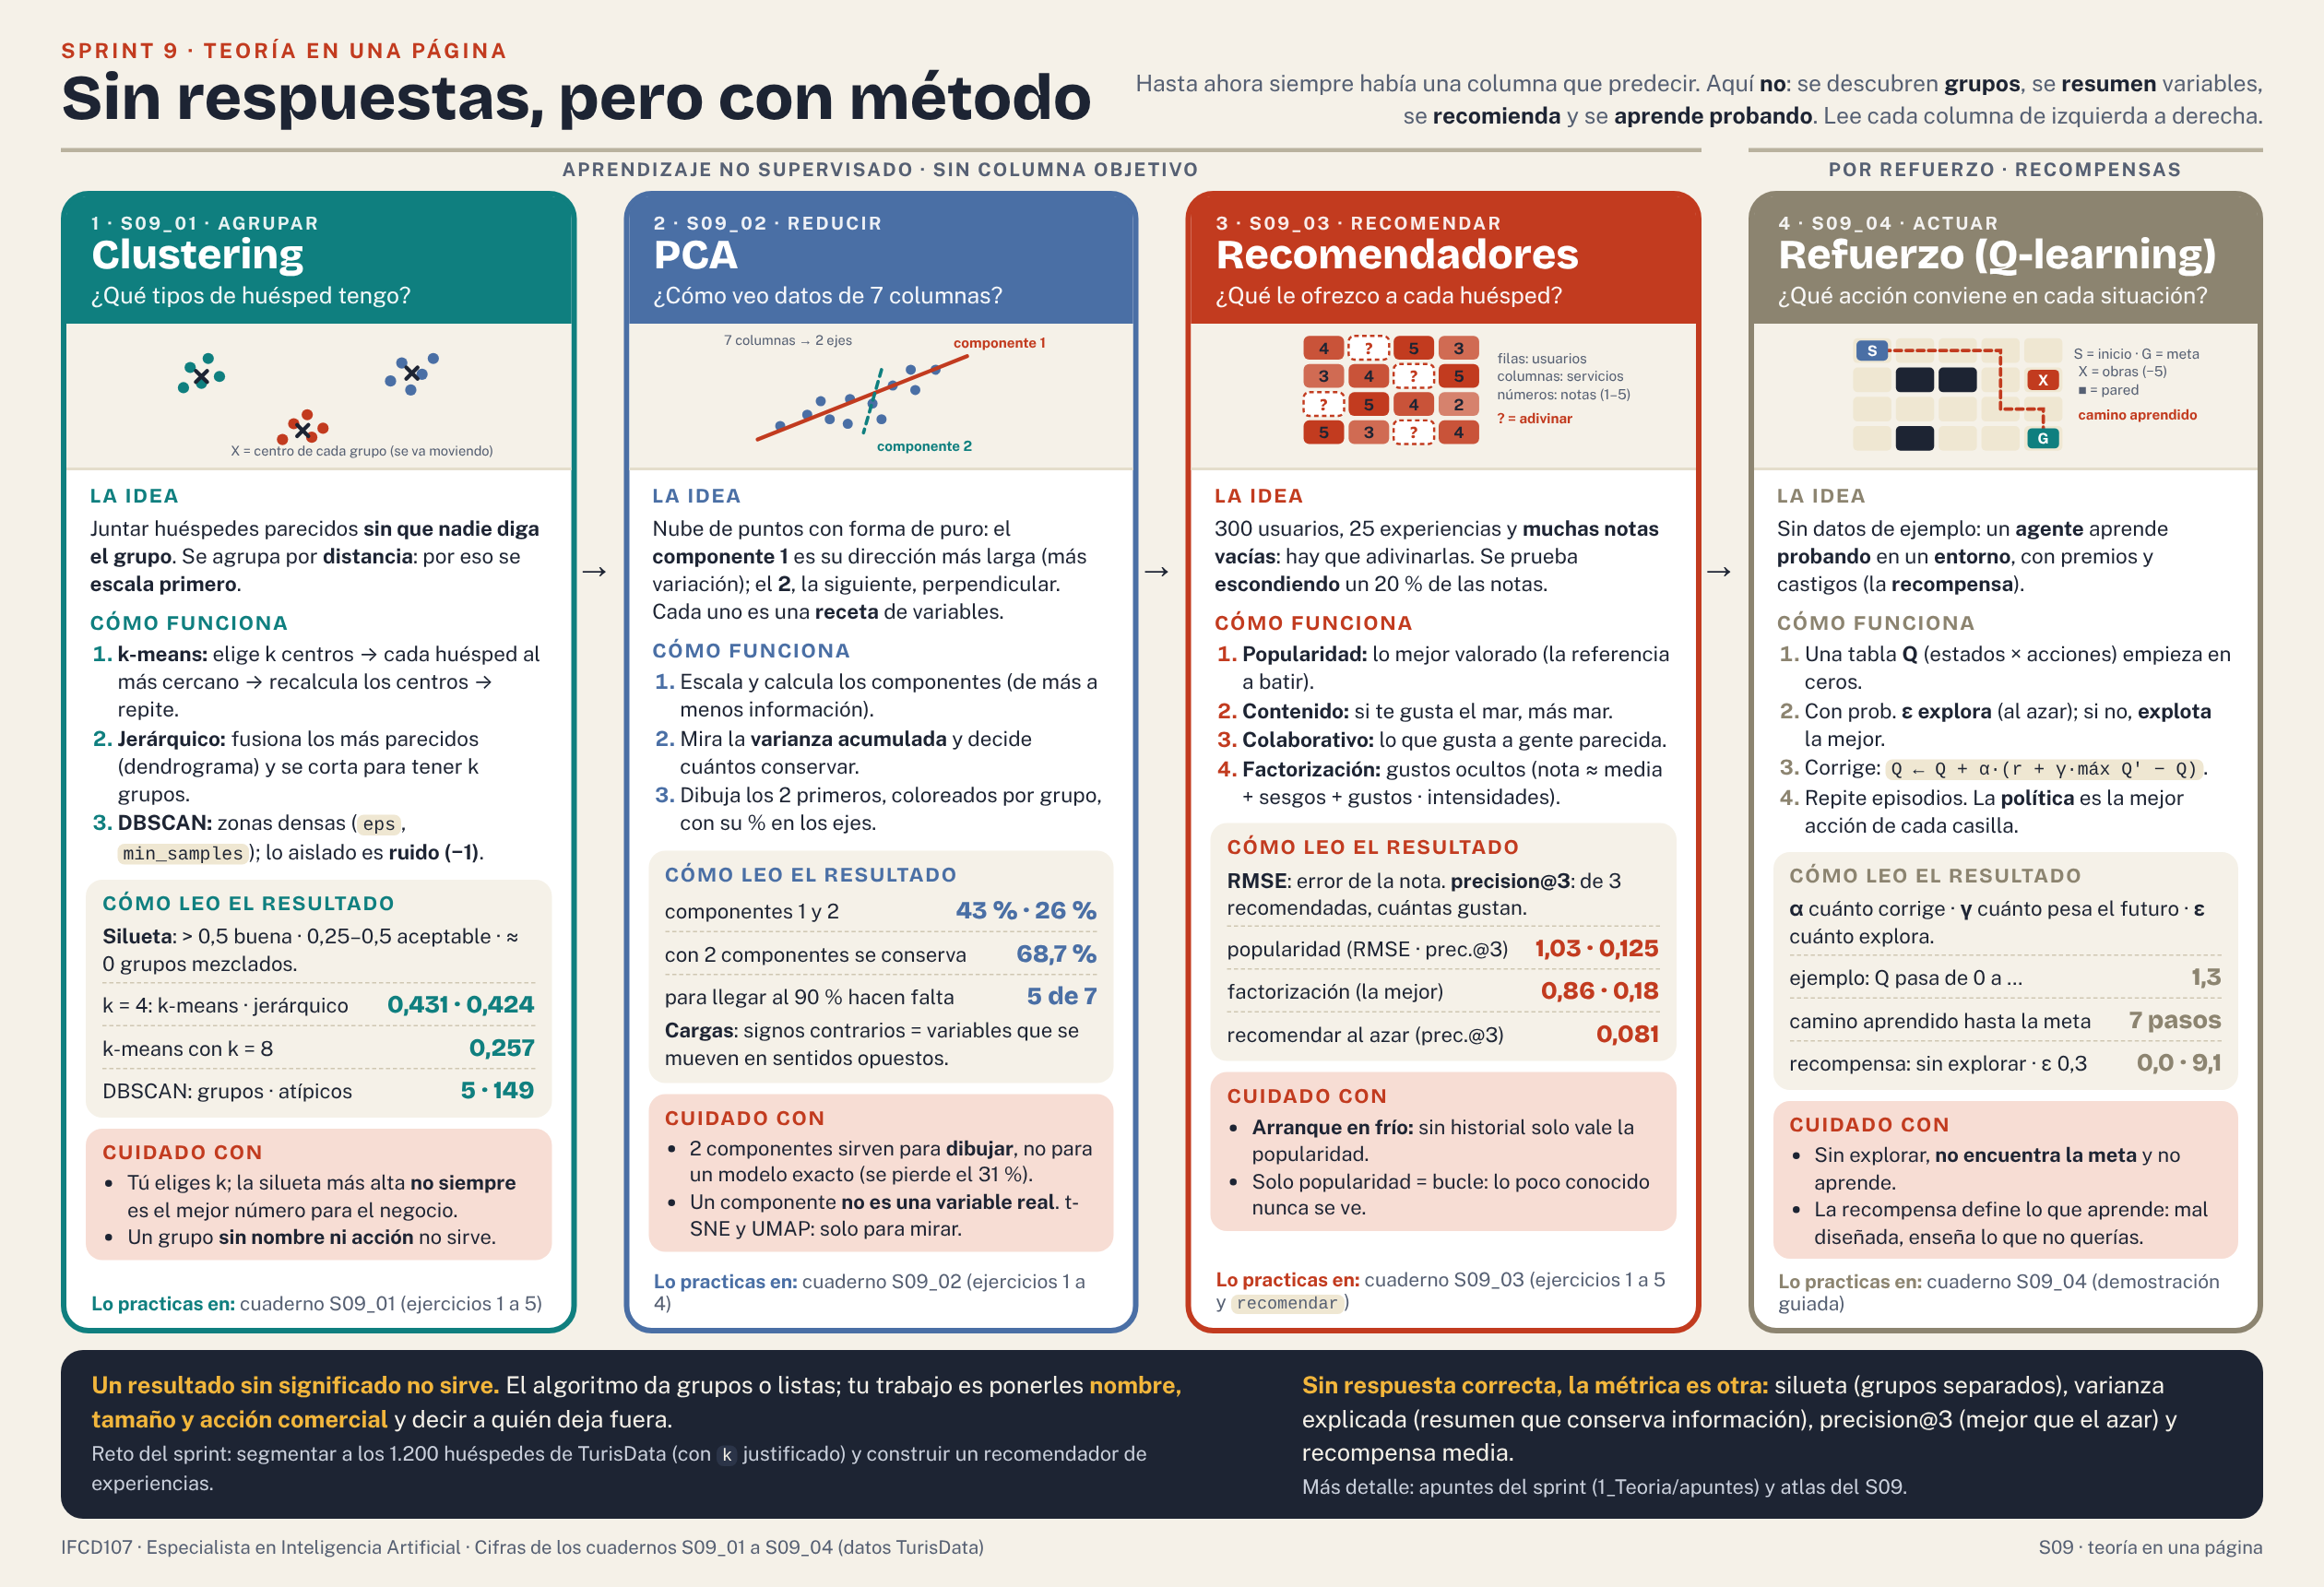 SPRINT 9 · TEORÍA EN UNA PÁGINA
Sin respuestas, pero con método
Hasta ahora siempre había una columna que predecir. Aquí no: se descubren grupos, se resumen variables,
se recomienda y se aprende probando. Lee cada columna de izquierda a derecha.
APRENDIZAJE NO SUPERVISADO · SIN COLUMNA OBJETIVO
POR REFUERZO · RECOMPENSAS
1 · S09_01 · AGRUPAR
Clustering
¿Qué tipos de huésped tengo?
X = centro de cada grupo (se va moviendo)
LA IDEA
Juntar huéspedes parecidos sin que nadie diga
el grupo. Se agrupa por distancia: por eso se
escala primero.
CÓMO FUNCIONA
1. k-means: elige k centros → cada huésped al
más cercano → recalcula los centros →
repite.
2. Jerárquico: fusiona los más parecidos
(dendrograma) y se corta para tener k
grupos.
3. DBSCAN: zonas densas (eps,
min_samples); lo aislado es ruido (−1).
CÓMO LEO EL RESULTADO
Silueta: > 0,5 buena · 0,25–0,5 aceptable · ≈
0 grupos mezclados.
k = 4: k-means · jerárquico 0,431 · 0,424
k-means con k = 8 0,257
DBSCAN: grupos · atípicos 5 · 149
CUIDADO CON
• Tú eliges k; la silueta más alta no siempre
es el mejor número para el negocio.
• Un grupo sin nombre ni acción no sirve.
Lo practicas en: cuaderno S09_01 (ejercicios 1 a 5)
→
2 · S09_02 · REDUCIR
PCA
¿Cómo veo datos de 7 columnas?
7 columnas → 2 ejes
componente 1
componente 2
LA IDEA
Nube de puntos con forma de puro: el
componente 1 es su dirección más larga (más
variación); el 2, la siguiente, perpendicular.
Cada uno es una receta de variables.
CÓMO FUNCIONA
1. Escala y calcula los componentes (de más a
menos información).
2. Mira la varianza acumulada y decide
cuántos conservar.
3. Dibuja los 2 primeros, coloreados por grupo,
con su % en los ejes.
CÓMO LEO EL RESULTADO
componentes 1 y 2 43 % · 26 %
con 2 componentes se conserva 68,7 %
para llegar al 90 % hacen falta 5 de 7
Cargas: signos contrarios = variables que se
mueven en sentidos opuestos.
CUIDADO CON
• 2 componentes sirven para dibujar, no para
un modelo exacto (se pierde el 31 %).
• Un componente no es una variable real. t-
SNE y UMAP: solo para mirar.
Lo practicas en: cuaderno S09_02 (ejercicios 1 a
4)
→
3 · S09_03 · RECOMENDAR
Recomendadores
¿Qué le ofrezco a cada huésped?
4 ? 5 3
3 4 ? 5
? 5 4 2
5 3 ? 4
filas: usuarios
columnas: servicios
números: notas (1–5)
? = adivinar
LA IDEA
300 usuarios, 25 experiencias y muchas notas
vacías: hay que adivinarlas. Se prueba
escondiendo un 20 % de las notas.
CÓMO FUNCIONA
1. Popularidad: lo mejor valorado (la referencia
a batir).
2. Contenido: si te gusta el mar, más mar.
3. Colaborativo: lo que gusta a gente parecida.
4. Factorización: gustos ocultos (nota ≈ media
+ sesgos + gustos · intensidades).
CÓMO LEO EL RESULTADO
RMSE: error de la nota. precision@3: de 3
recomendadas, cuántas gustan.
popularidad (RMSE · prec.@3) 1,03 · 0,125
factorización (la mejor) 0,86 · 0,18
recomendar al azar (prec.@3) 0,081
CUIDADO CON
• Arranque en frío: sin historial solo vale la
popularidad.
• Solo popularidad = bucle: lo poco conocido
nunca se ve.
Lo practicas en: cuaderno S09_03 (ejercicios 1 a 5
y recomendar)
→
4 · S09_04 · ACTUAR
Refuerzo (Q-learning)
¿Qué acción conviene en cada situación?
S
X
G
S = inicio · G = meta
X = obras (−5)
■ = pared
camino aprendido
LA IDEA
Sin datos de ejemplo: un agente aprende
probando en un entorno, con premios y
castigos (la recompensa).
CÓMO FUNCIONA
1. Una tabla Q (estados × acciones) empieza en
ceros.
2. Con prob. ε explora (al azar); si no, explota
la mejor.
3. Corrige: Q ← Q + α·(r + γ·máx Q' − Q).
4. Repite episodios. La política es la mejor
acción de cada casilla.
CÓMO LEO EL RESULTADO
α cuánto corrige · γ cuánto pesa el futuro · ε
cuánto explora.
ejemplo: Q pasa de 0 a … 1,3
camino aprendido hasta la meta 7 pasos
recompensa: sin explorar · ε 0,3 0,0 · 9,1
CUIDADO CON
• Sin explorar, no encuentra la meta y no
aprende.
• La recompensa define lo que aprende: mal
diseñada, enseña lo que no querías.
Lo practicas en: cuaderno S09_04 (demostración
guiada)
Un resultado sin significado no sirve. El algoritmo da grupos o listas; tu trabajo es ponerles nombre,
tamaño y acción comercial y decir a quién deja fuera.
Reto del sprint: segmentar a los 1.200 huéspedes de TurisData (con k justificado) y construir un recomendador de
experiencias.
Sin respuesta correcta, la métrica es otra: silueta (grupos separados), varianza
explicada (resumen que conserva información), precision@3 (mejor que el azar) y
recompensa media.
Más detalle: apuntes del sprint (1_Teoria/apuntes) y atlas del S09.
IFCD107 · Especialista en Inteligencia Artificial · Cifras de los cuadernos S09_01 a S09_04 (datos TurisData)
S09 · teoría en una página